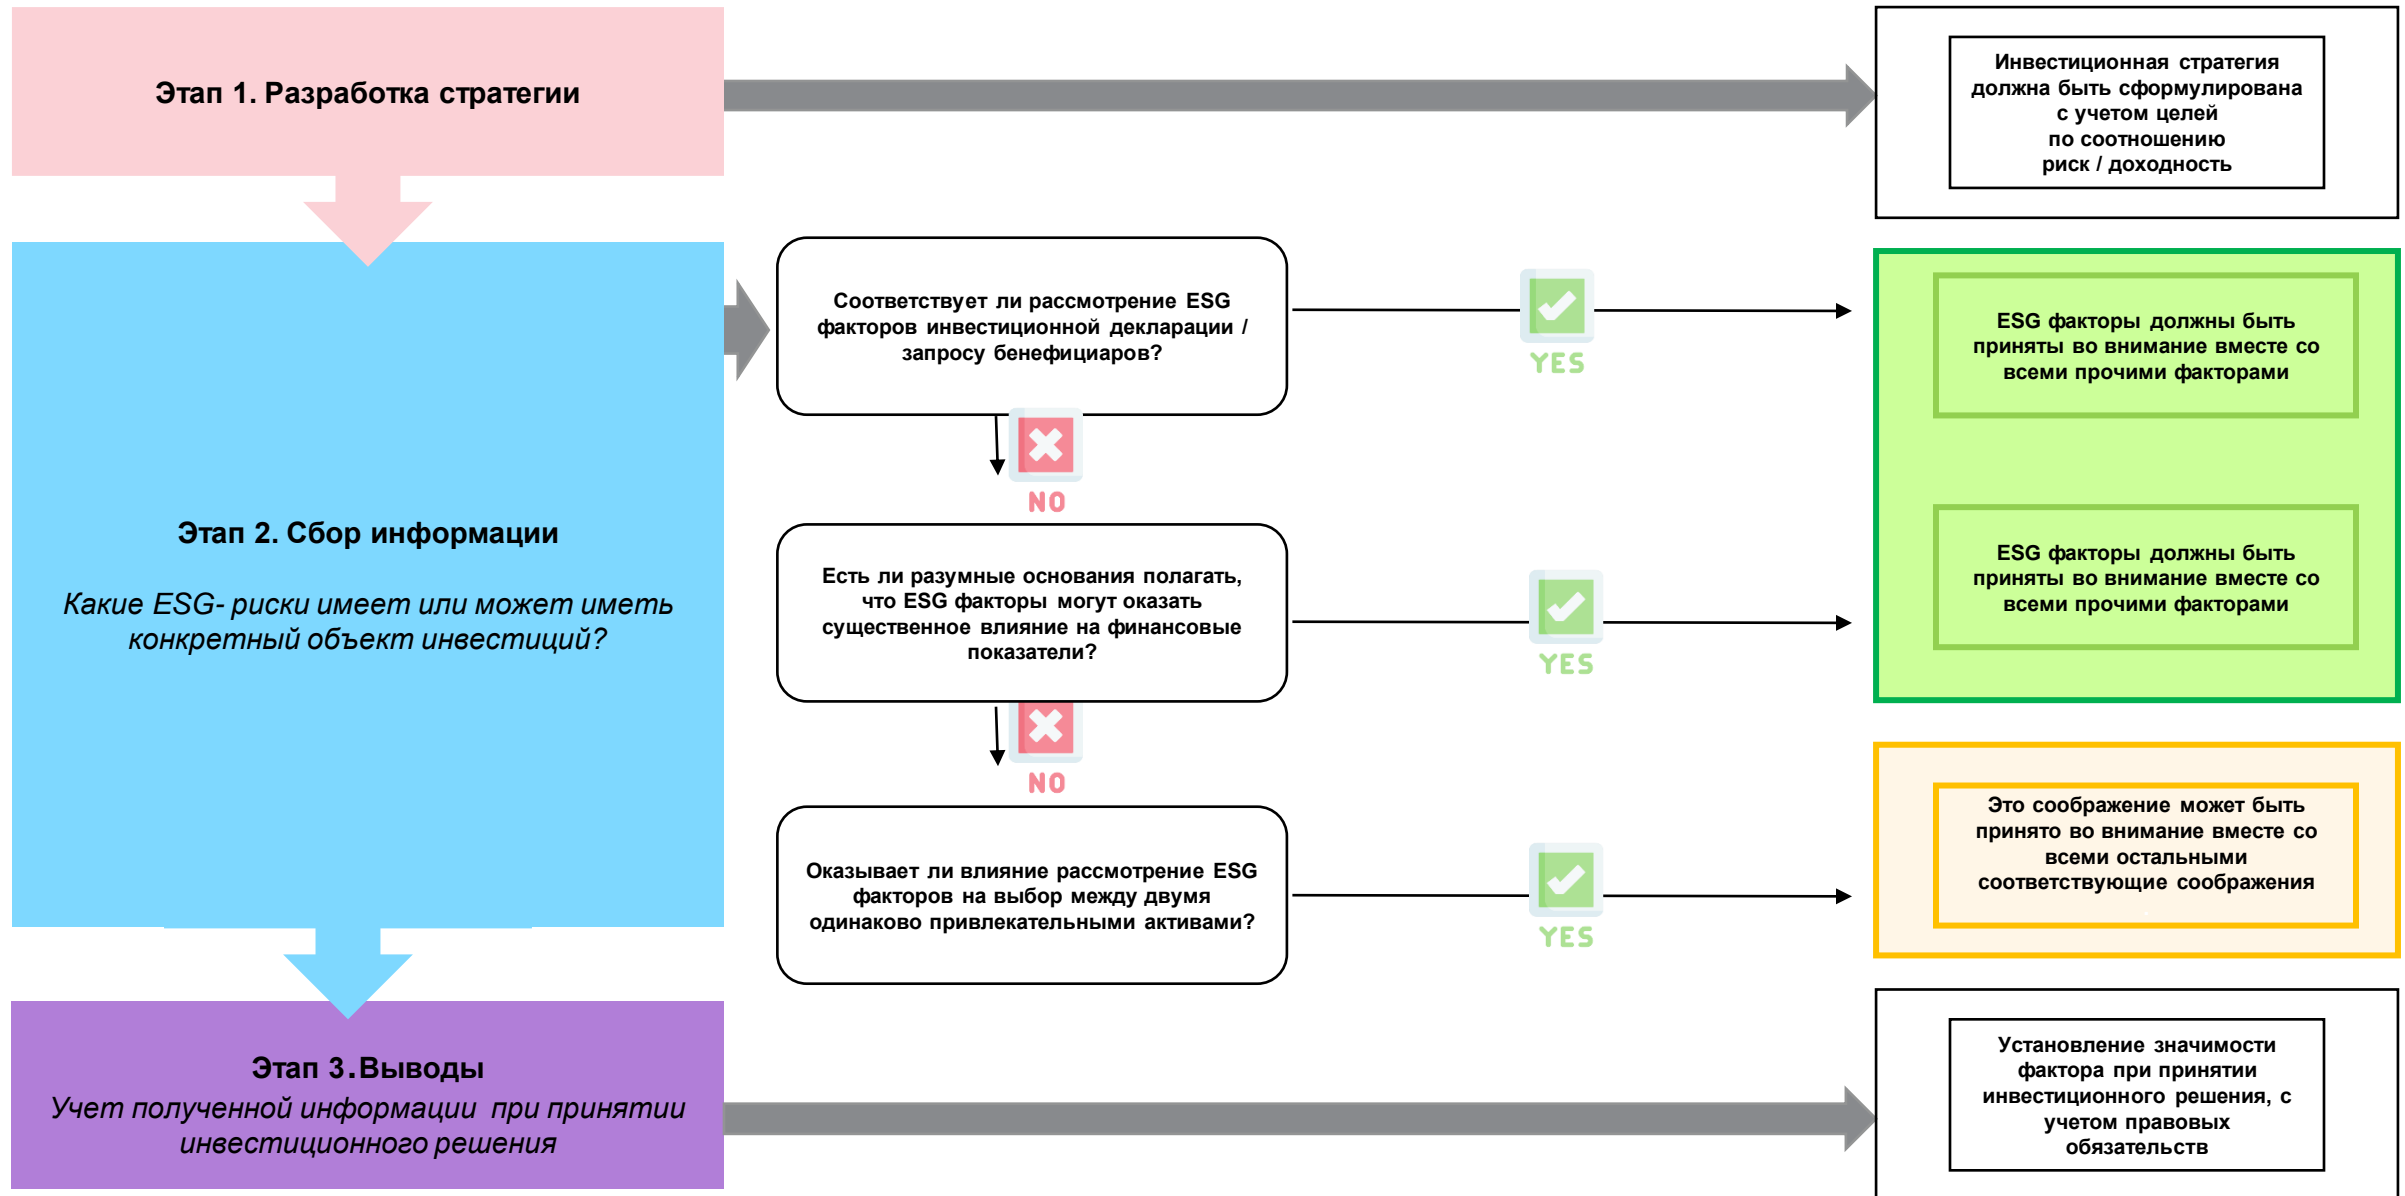 Этап 1. Разработка стратегии
Инвестиционная стратегия
должна быть сформулирована
с учетом целей
по соотношению
риск / доходность
Этап 2. Сбор информации
Какие ESG- риски имеет или может иметь
конкретный объект инвестиций?
Соответствует ли рассмотрение ESG
факторов инвестиционной декларации /
запросу бенефициаров?
YES
ESG факторы должны быть
приняты во внимание вместе со
всеми прочими факторами
NO
Есть ли разумные основания полагать,
что ESG факторы могут оказать
существенное влияние на финансовые
показатели?
YES
ESG факторы должны быть
приняты во внимание вместе со
всеми прочими факторами
NO
Оказывает ли влияние рассмотрение ESG
факторов на выбор между двумя
одинаково привлекательными активами?
YES
Это соображение может быть
принято во внимание вместе со
всеми остальными
соответствующие соображения
Этап 3.Выводы
Учет полученной информации при принятии
инвестиционного решения
Установление значимости
фактора при принятии
инвестиционного решения, с
учетом правовых
обязательств